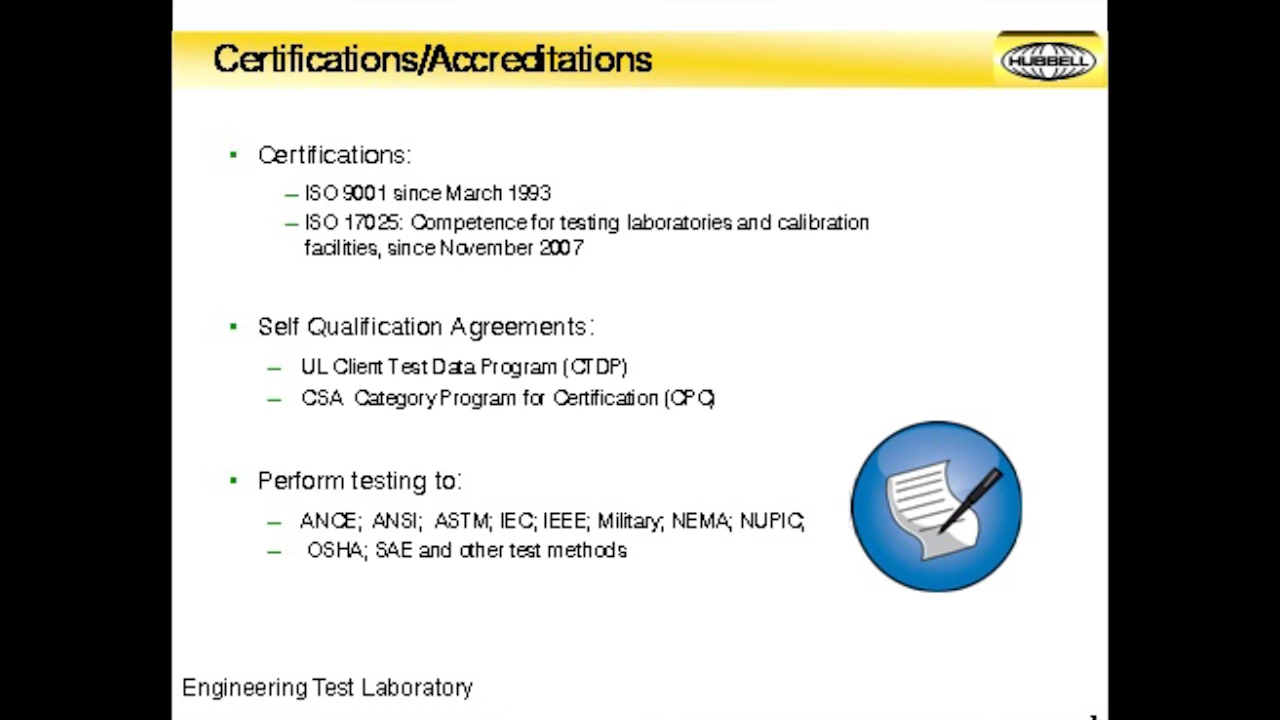 Certifications/Accreditations
HUBBELL
▪ Certifications:
– ISO 9001 since March 1993
– ISO 17025: Competence for testing laboratories and calibration
facilities, since November 2007
▪ Self Qualification Agreements:
– UL Client Test Data Program (CTDP)
– CSA Category Program for Certification (CPC)
▪ Perform testing to:
– ANCE; ANSI; ASTM; IEC; IEEE; Military; NEMA; NUPIC;
– OSHA; SAE and other test methods
Engineering Test Laboratory